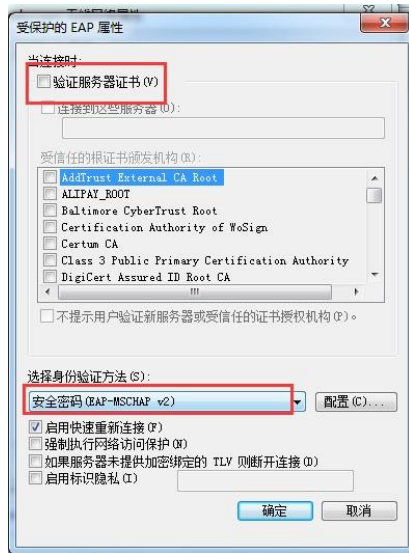 受保护的 EAP 属性
当连接时:
验证服务器证书(V)
连接到这些服务器(O):
受信任的根证书颁发机构(R):
AddTrust External CA Root
ALIPAY_ROOT
Baltimore CyberTrust Root
Certification Authority of WoSign
Certum CA
Class 3 Public Primary Certification Authority
DigiCert Assured ID Root CA
不提示用户验证新服务器或受信任的证书授权机构(P)。
选择身份验证方法(S):
安全密码(EAP-MSCHAP v2)
配置(C)...
启用快速重新连接(F)
强制执行网络访问保护(N)
如果服务器未提供加密绑定的 TLV 则断开连接(D)
启用标识隐私(I)
确定 取消